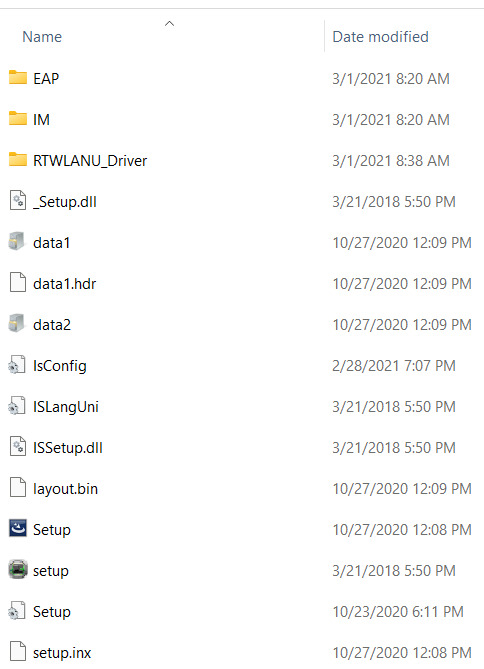 Name Date modified
EAP 3/1/2021 8:20 AM
IM 3/1/2021 8:20 AM
RTWLANU_Driver 3/1/2021 8:38 AM
_Setup.dll 3/21/2018 5:50 PM
data1 10/27/2020 12:09 PM
data1.hdr 10/27/2020 12:09 PM
data2 10/27/2020 12:09 PM
IsConfig 2/28/2021 7:07 PM
ISLangUni 3/21/2018 5:50 PM
ISSetup.dll 3/21/2018 5:50 PM
layout.bin 10/27/2020 12:09 PM
Setup 10/27/2020 12:08 PM
setup 3/21/2018 5:50 PM
Setup 10/23/2020 6:11 PM
setup.inx 10/27/2020 12:08 PM